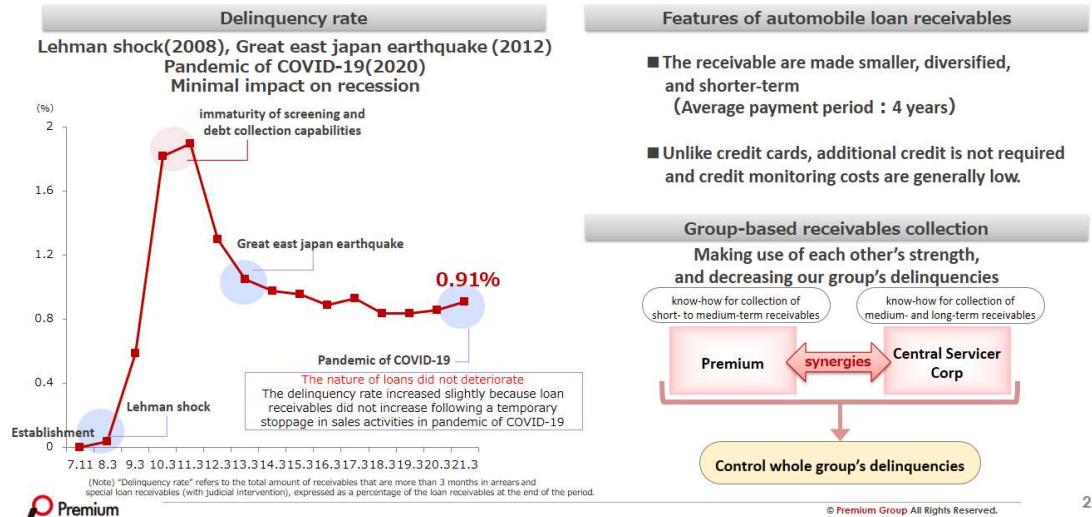 Delinquency rate
Lehman shock(2008), Great east japan earthquake (2012)
Pandemic of COVID-19(2020)
Minimal impact on recession
(%)
2
1.6
1.2
0.8
0.4
0
immaturity of screening and
debt collection capabilities
Great east japan earthquake
0.91%
Pandemic of COVID-19
The nature of loans did not deteriorate
The delinquency rate increased slightly because loan
receivables did not increase following a temporary
stoppage in sales activities in pandemic of COVID-19
Lehman shock
Establishment
7.11 8.3 9.3 10.3 11.3 12.3 13.3 14.3 15.3 16.3 17.3 18.3 19.3 20.3 21.3
(Note) "Delinquency rate" refers to the total amount of receivables that are more than 3 months in arrears and
special loan receivables (with judicial intervention), expressed as a percentage of the loan receivables at the end of the period.
Features of automobile loan receivables
■ The receivable are made smaller, diversified,
and shorter-term
（Average payment period：4 years）
■ Unlike credit cards, additional credit is not required
and credit monitoring costs are generally low.
Group-based receivables collection
Making use of each other's strength,
and decreasing our group's delinquencies
know-how for collection of
short- to medium-term receivables
know-how for collection of
medium- and long-term receivables
Premium
synergies
Central Servicer
Corp
Control whole group's delinquencies
Premium
© Premium Group All Rights Reserved.
2